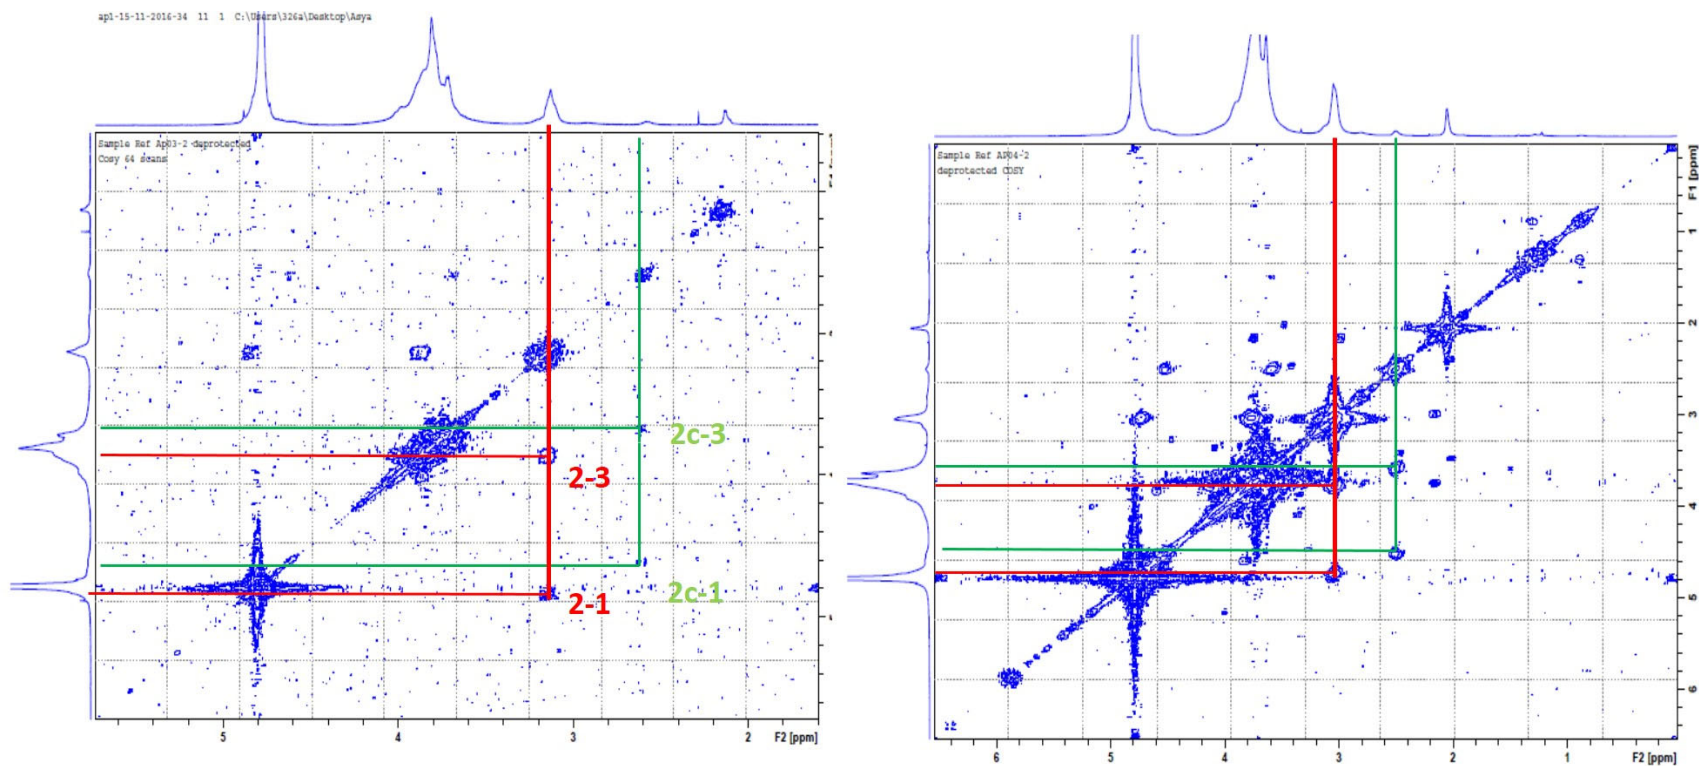 ap1-15-11-2016-34 11 1 C:\Users\326a\Desktop\Asya
Sample Ref Ap03-2 deprotected
Cosy 64 scans
2c-3
2-3
2c-1
2-1
5
4
3
2
F2 [ppm]
Sample Ref AP04-2
deprotected COSY
F1 [ppm]
1
2
3
4
5
6
6
5
4
3
2
1
F2 [ppm]